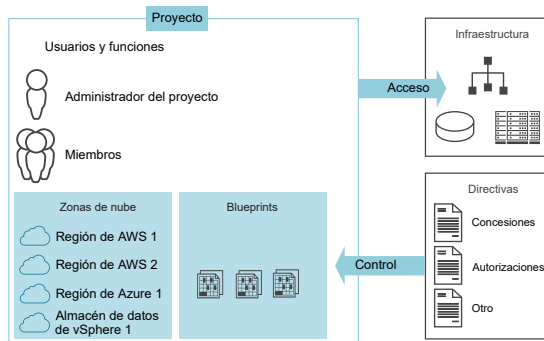 Proyecto
Usuarios y funciones
Administrador del proyecto
Miembros
Zonas de nube
Región de AWS 1
Región de AWS 2
Región de Azure 1
Almacén de datos
de vSphere 1
Blueprints
Acceso
Infraestructura
Directivas
Concesiones
Autorizaciones
Otro
Control